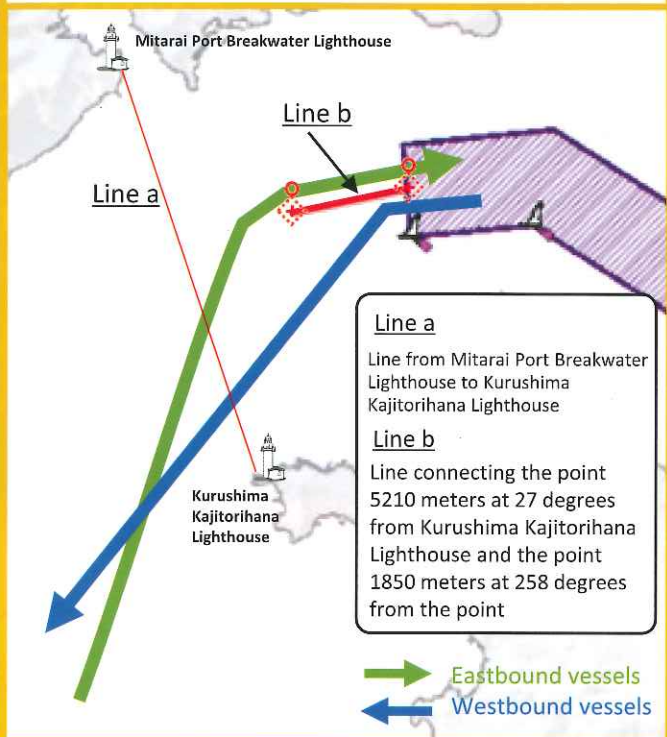 Mitarai Port Breakwater Lighthouse
Line b
Line a
Kurushima
Kajitorihana
Lighthouse
Line a
Line from Mitarai Port Breakwater
Lighthouse to Kurushima
Kajitorihana Lighthouse
Line b
Line connecting the point
5210 meters at 27 degrees
from Kurushima Kajitorihana
Lighthouse and the point
1850 meters at 258 degrees
from the point
Eastbound vessels
Westbound vessels